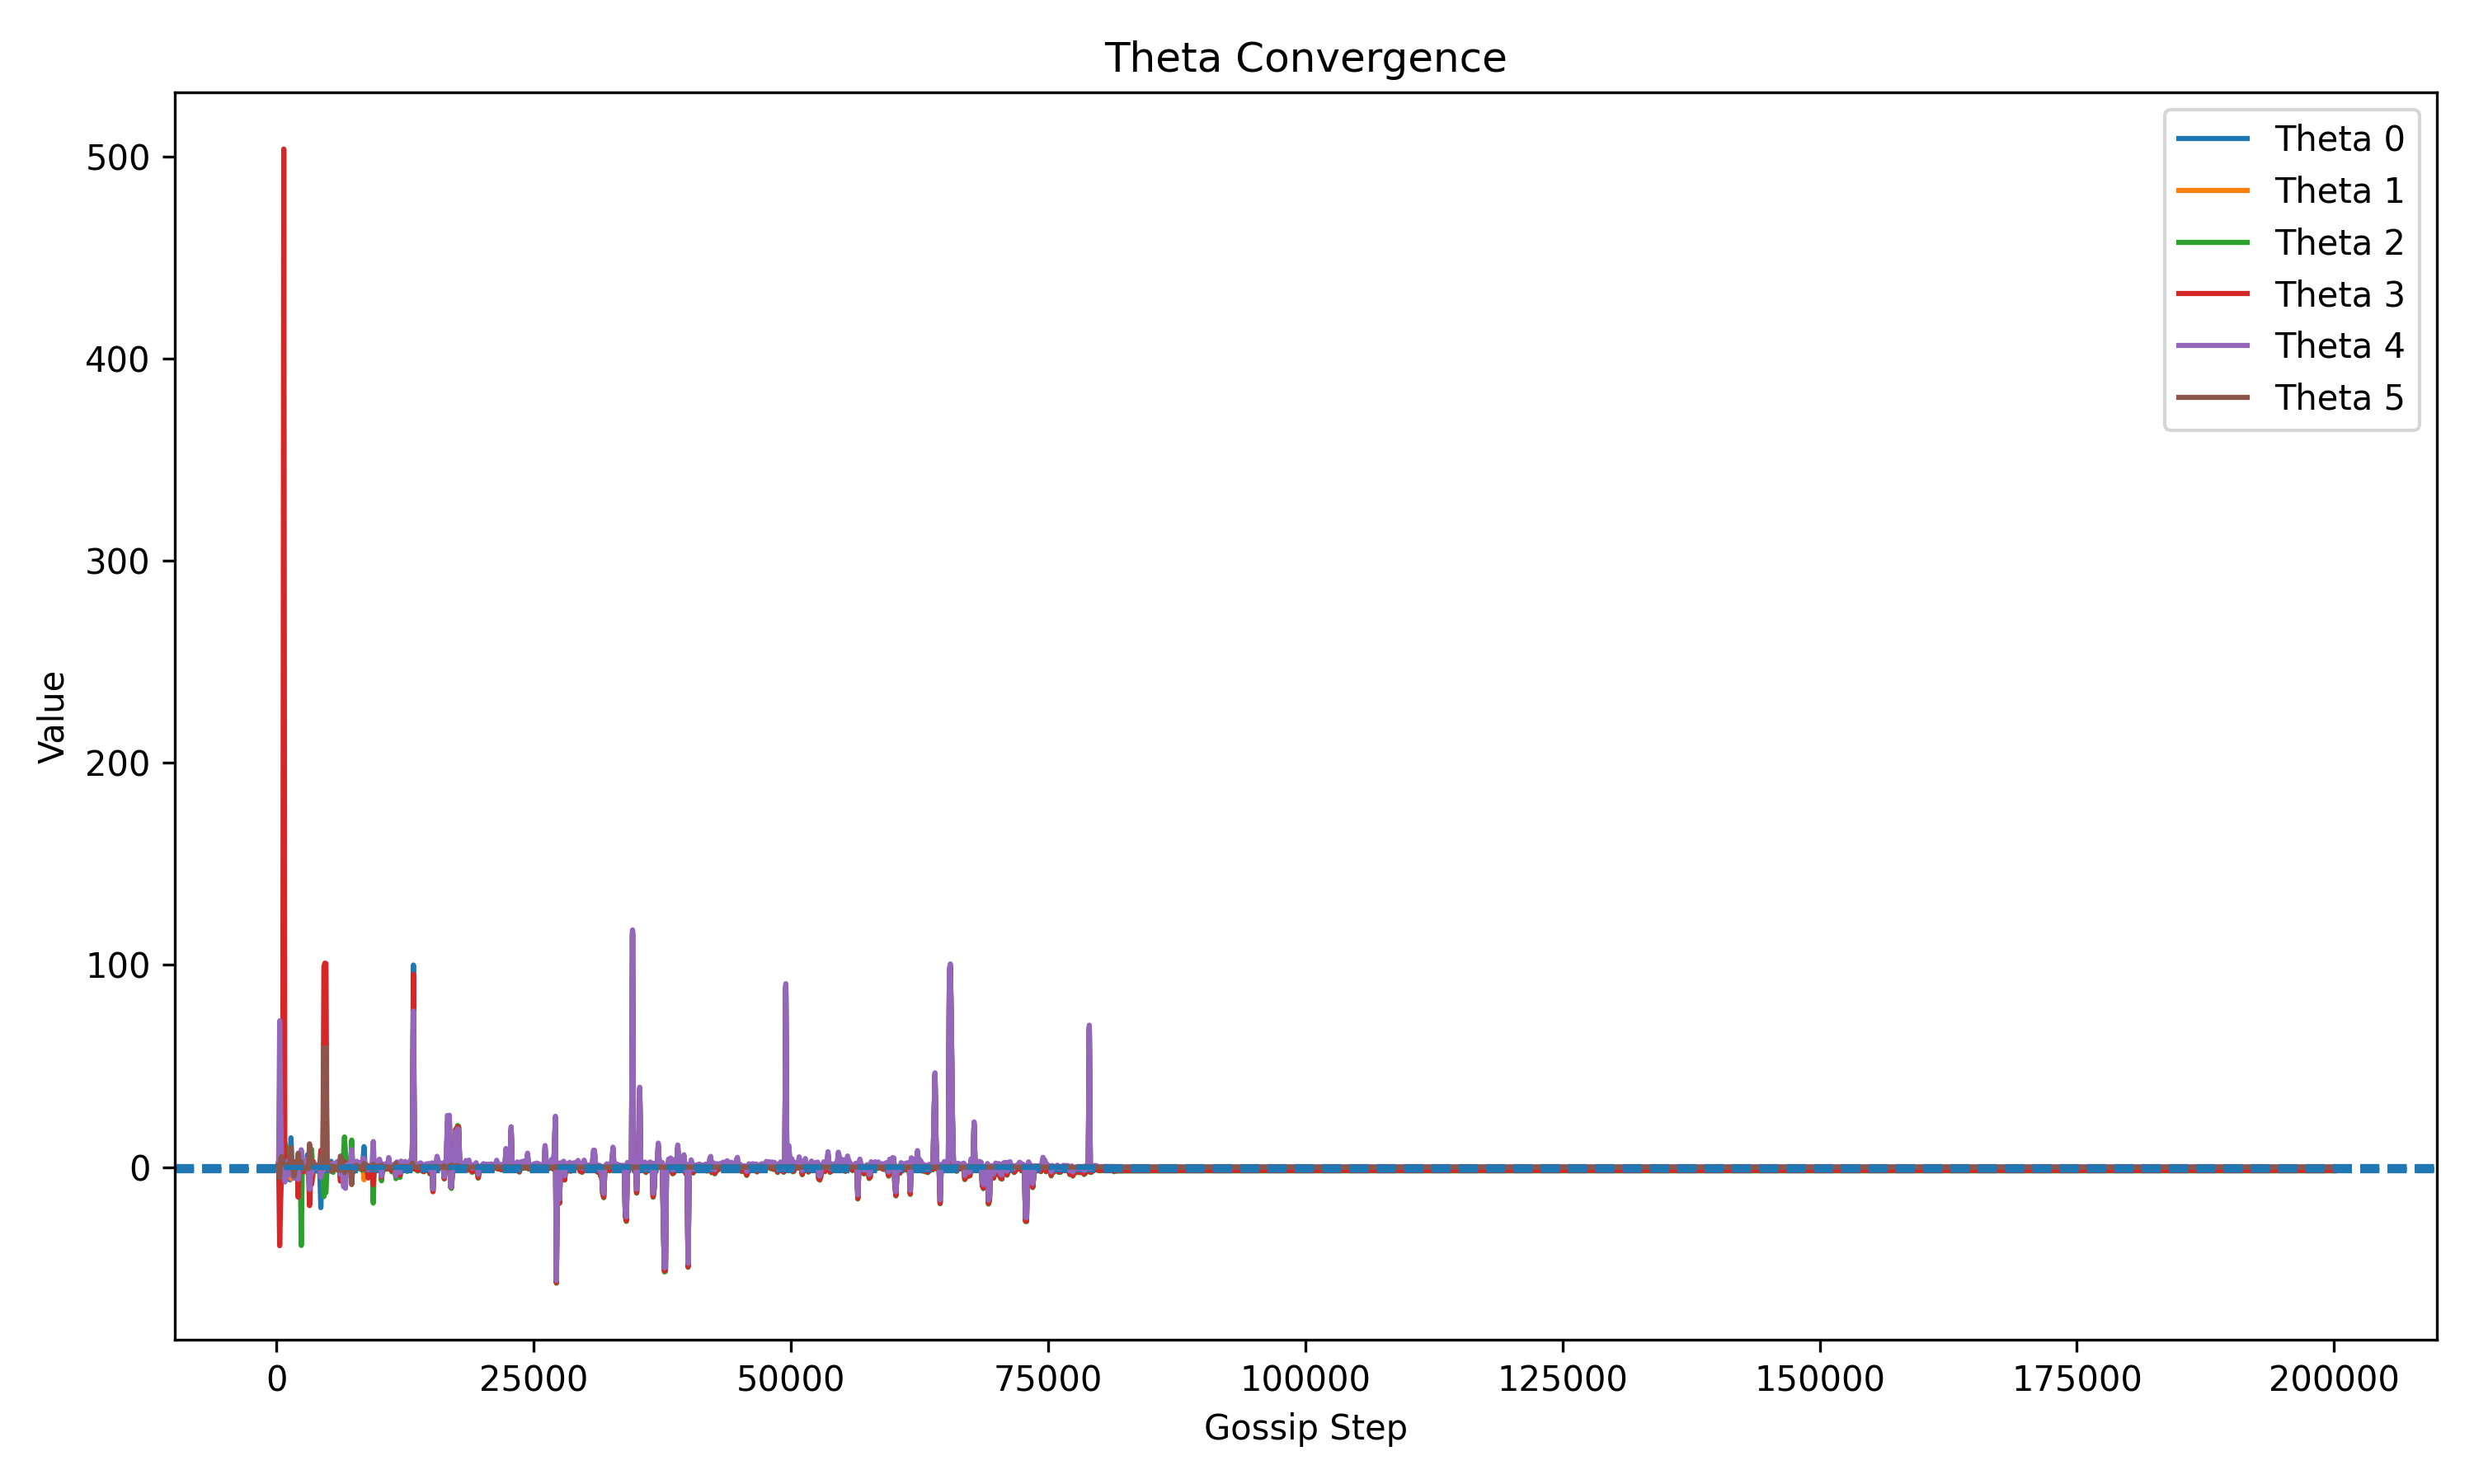 Theta Convergence
500
400
300
200
100
0
Value
Theta 0
Theta 1
Theta 2
Theta 3
Theta 4
Theta 5
0 25000 50000 75000 100000 125000 150000 175000 200000
Gossip Step